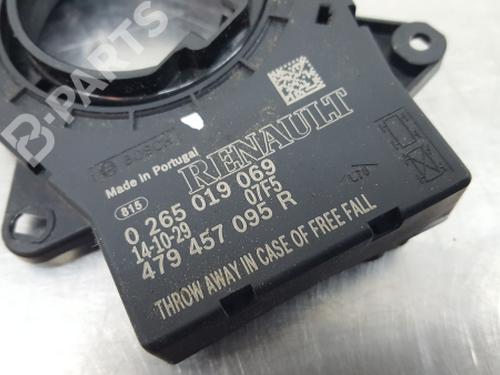 B-PARTS
BOSCH
Made in Portugal
RENAULT
815
0 265 019 069
14-10-29 07F5
479 457 095 R
L78
THROW AWAY IN CASE OF FREE FALL